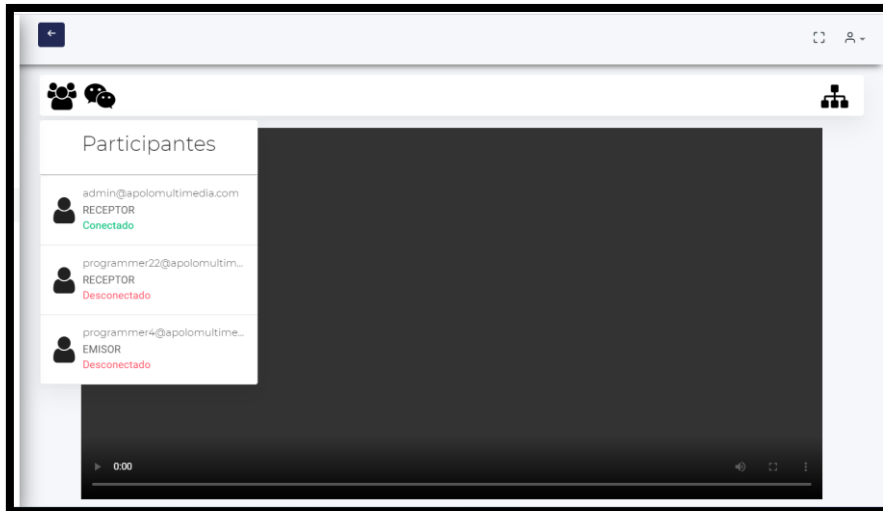 Participantes
admin@apolomultimedia.com
RECEPTOR
Conectado
programmer22@apolomultim...
RECEPTOR
Desconectado
programmer4@apolomultime...
EMISOR
Desconectado
0:00